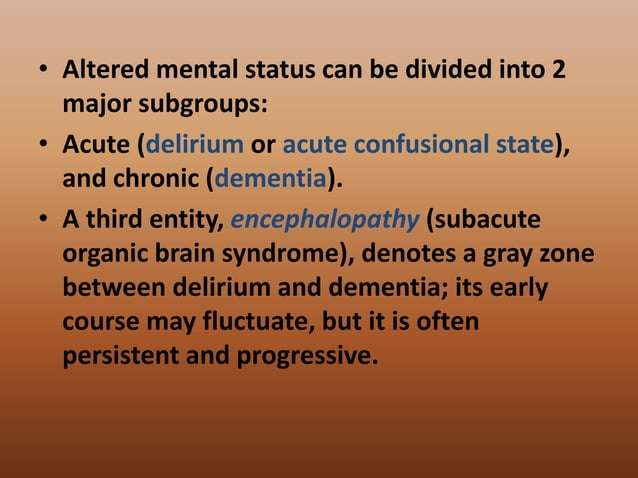 • Altered mental status can be divided into 2
major subgroups:
• Acute (delirium or acute confusional state),
and chronic (dementia).
• A third entity, encephalopathy (subacute
organic brain syndrome), denotes a gray zone
between delirium and dementia; its early
course may fluctuate, but it is often
persistent and progressive.